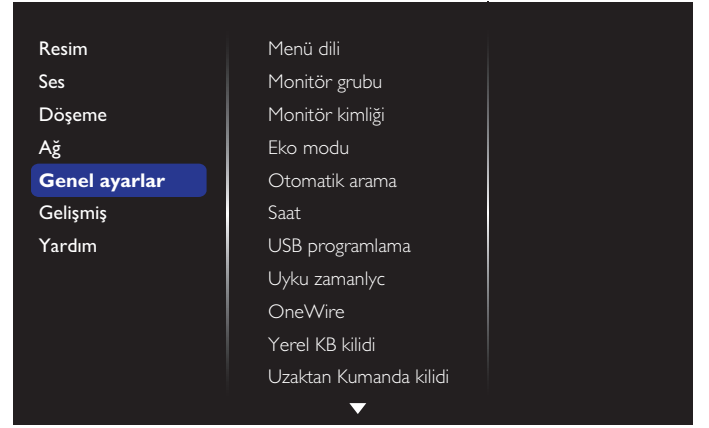 Resim
Ses
Döşeme
Ağ
Genel ayarlar
Gelişmiş
Yardım
Menü dili
Monitör grubu
Monitör kimliği
Eko modu
Otomatik arama
Saat
USB programlama
Uyku zamanlyc
OneWire
Yerel KB kilidi
Uzaktan Kumanda kilidi